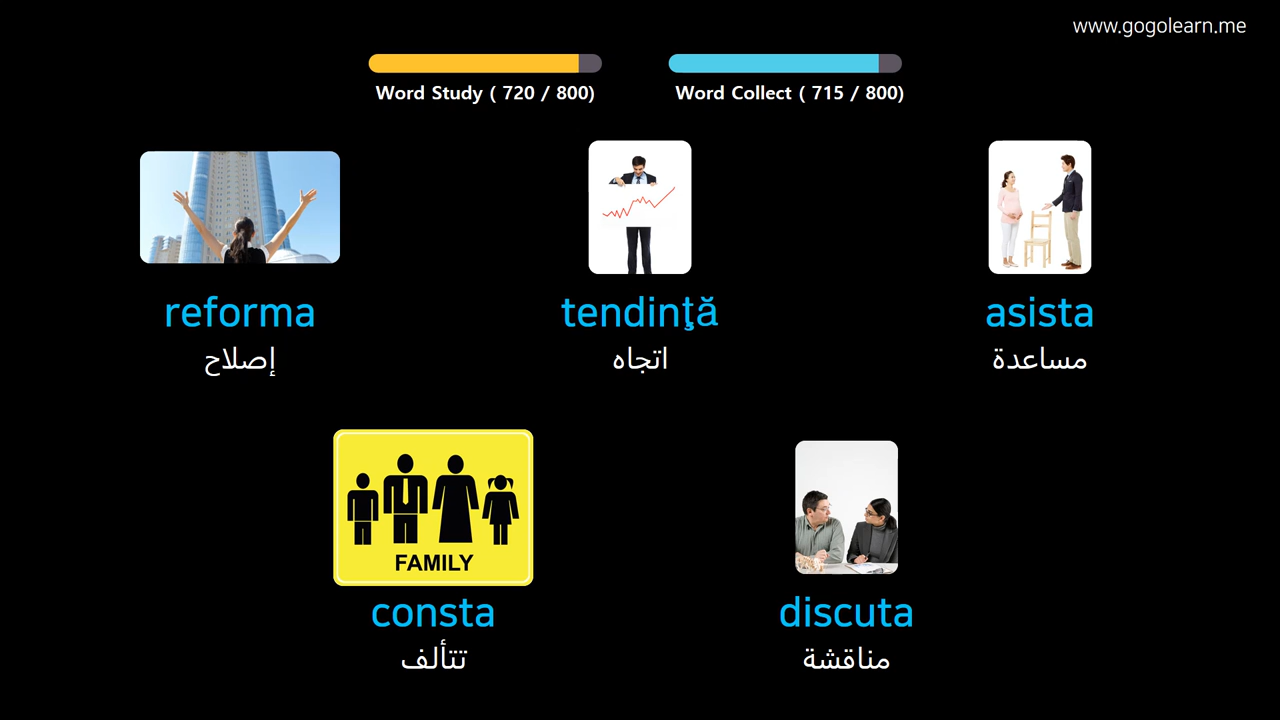 www.gogolearn.me
Word Study ( 720 / 800)
Word Collect ( 715 / 800)
reforma
tendinţă
asista
إصلاح
اتجاه
مساعدة
FAMILY
consta
discuta
تتألف
مناقشة